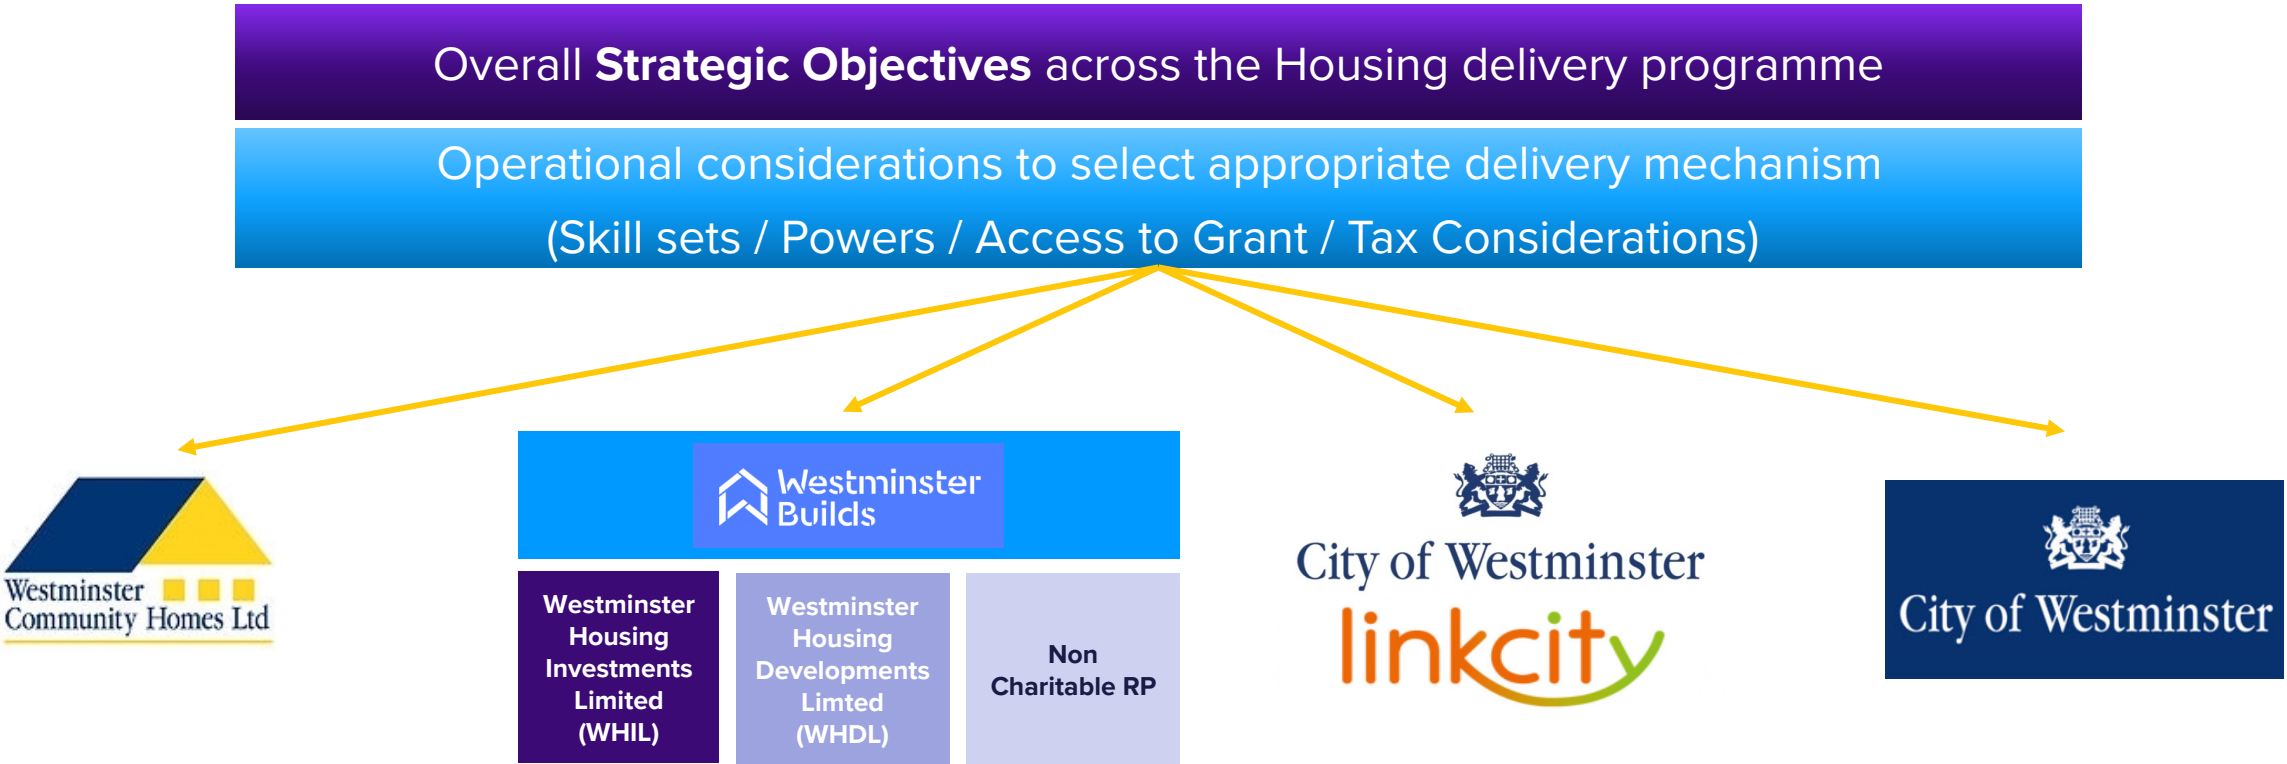 Overall Strategic Objectives across the Housing delivery programme
Operational considerations to select appropriate delivery mechanism
(Skill sets / Powers / Access to Grant / Tax Considerations)
Westminster
Community Homes Ltd
Westminster
Builds
Westminster
Housing
Investments
Limited
(WHIL)
Westminster
Housing
Developments
Limted
(WHDL)
Non
Charitable RP
City of Westminster
linkcity
City of Westminster